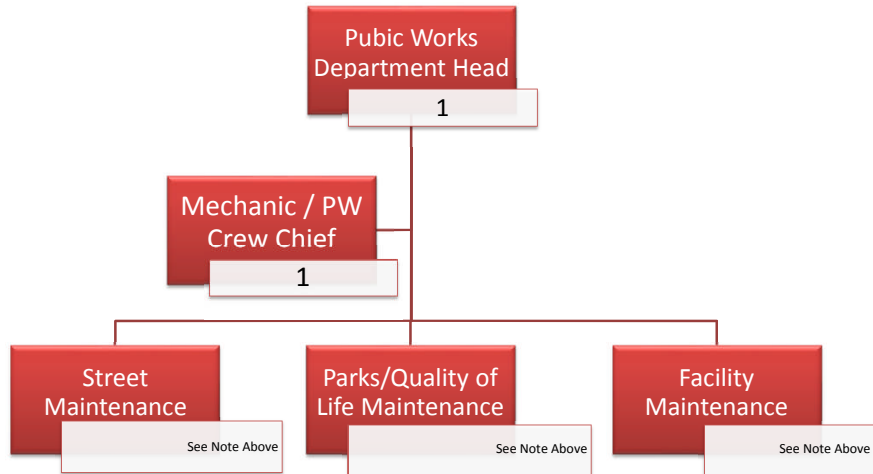 Pubic Works
Department Head
1
Mechanic / PW
Crew Chief
1
Street
Maintenance
See Note Above
Parks/Quality of
Life Maintenance
See Note Above
Facility
Maintenance
See Note Above